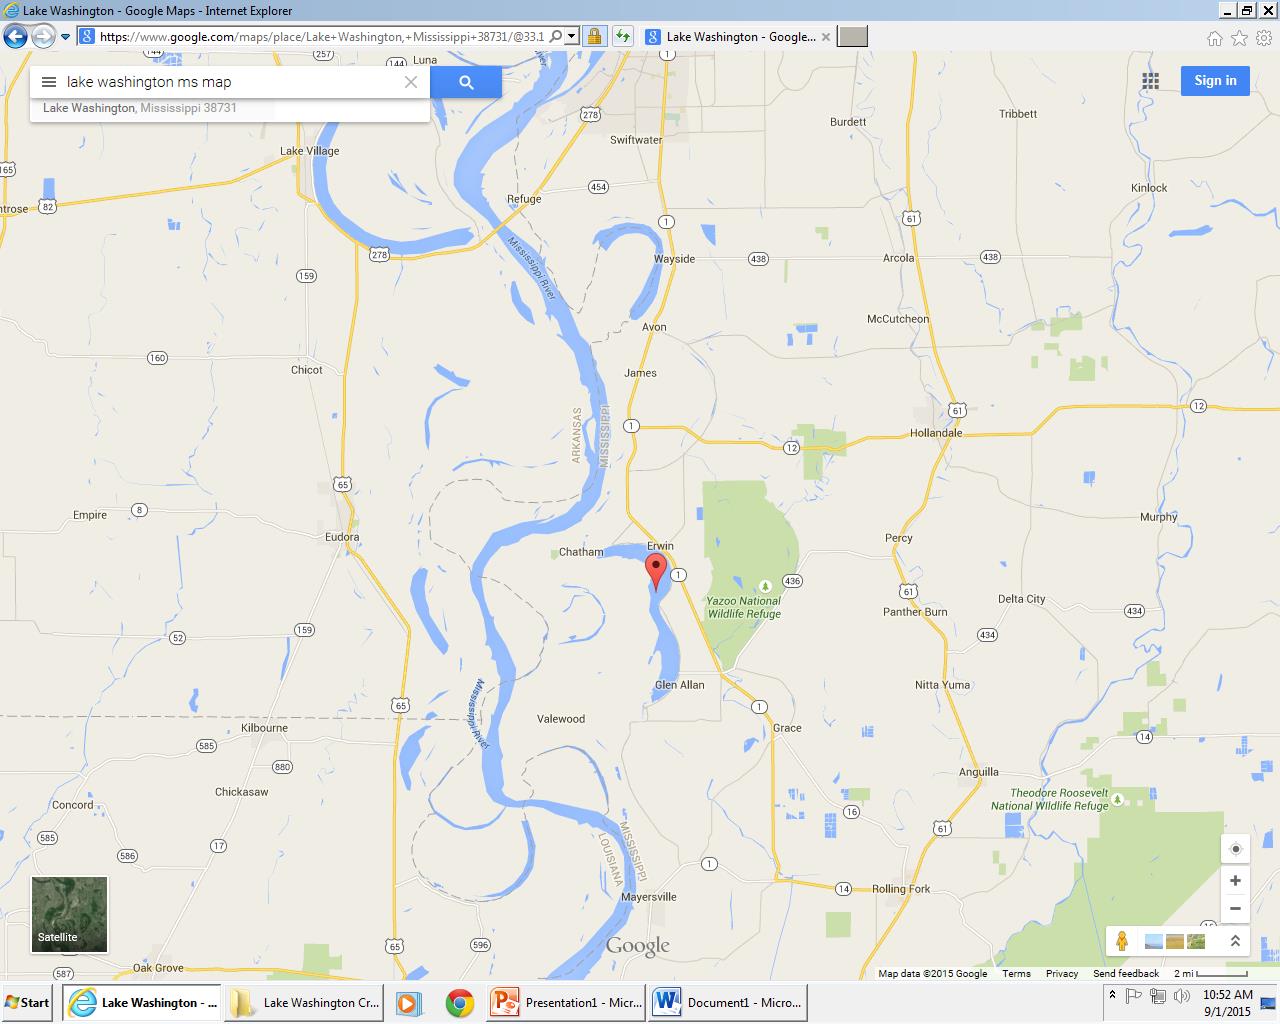 Lake Washington - Google Maps - Internet Explorer
https://www.google.com/maps/place/Lake+Washington,+Mississippi+38731/@33.1
Lake Washington - Google...
lake washington ms map
Sign in
Lake Washington, Mississippi 38731
144
Luna
257
1
144
278
Swiftwater
Burdett
Tribbett
Lake Village
165
Kinlock
454
Refuge
82
ntrose
1
61
278
Mississippi River
Wayside
438
Arcola
438
159
McCutcheon
Avon
160
Chicot
James
12
61
ARKANSAS
MISSISSIPPI
1
Hollandale
12
65
Empire
8
Murphy
Eudora
Percy
Chatham
Erwin
1
436
61
Yazoo National
Wildlife Refuge
Delta City
Panther Burn
434
159
52
434
Glen Allan
Nitta Yuma
65
Mississippi River
1
Valewood
Kilbourne
Grace
14
585
880
Anguilla
Chickasaw
Theodore Roosevelt
National Wildlife Refuge
Concord
16
61
585
MISSISSIPPI
LOUISIANA
17
586
1
14
Rolling Fork
Mayersville
Satellite
596
Google
65
16
Oak Grove
587
Map data ©2015 Google
Terms
Privacy
Send feedback
2 mi
Start
Lake Washington - ...
Lake Washington Cr...
Presentation1 - Micr...
Document1 - Micro...
10:52 AM
9/1/2015